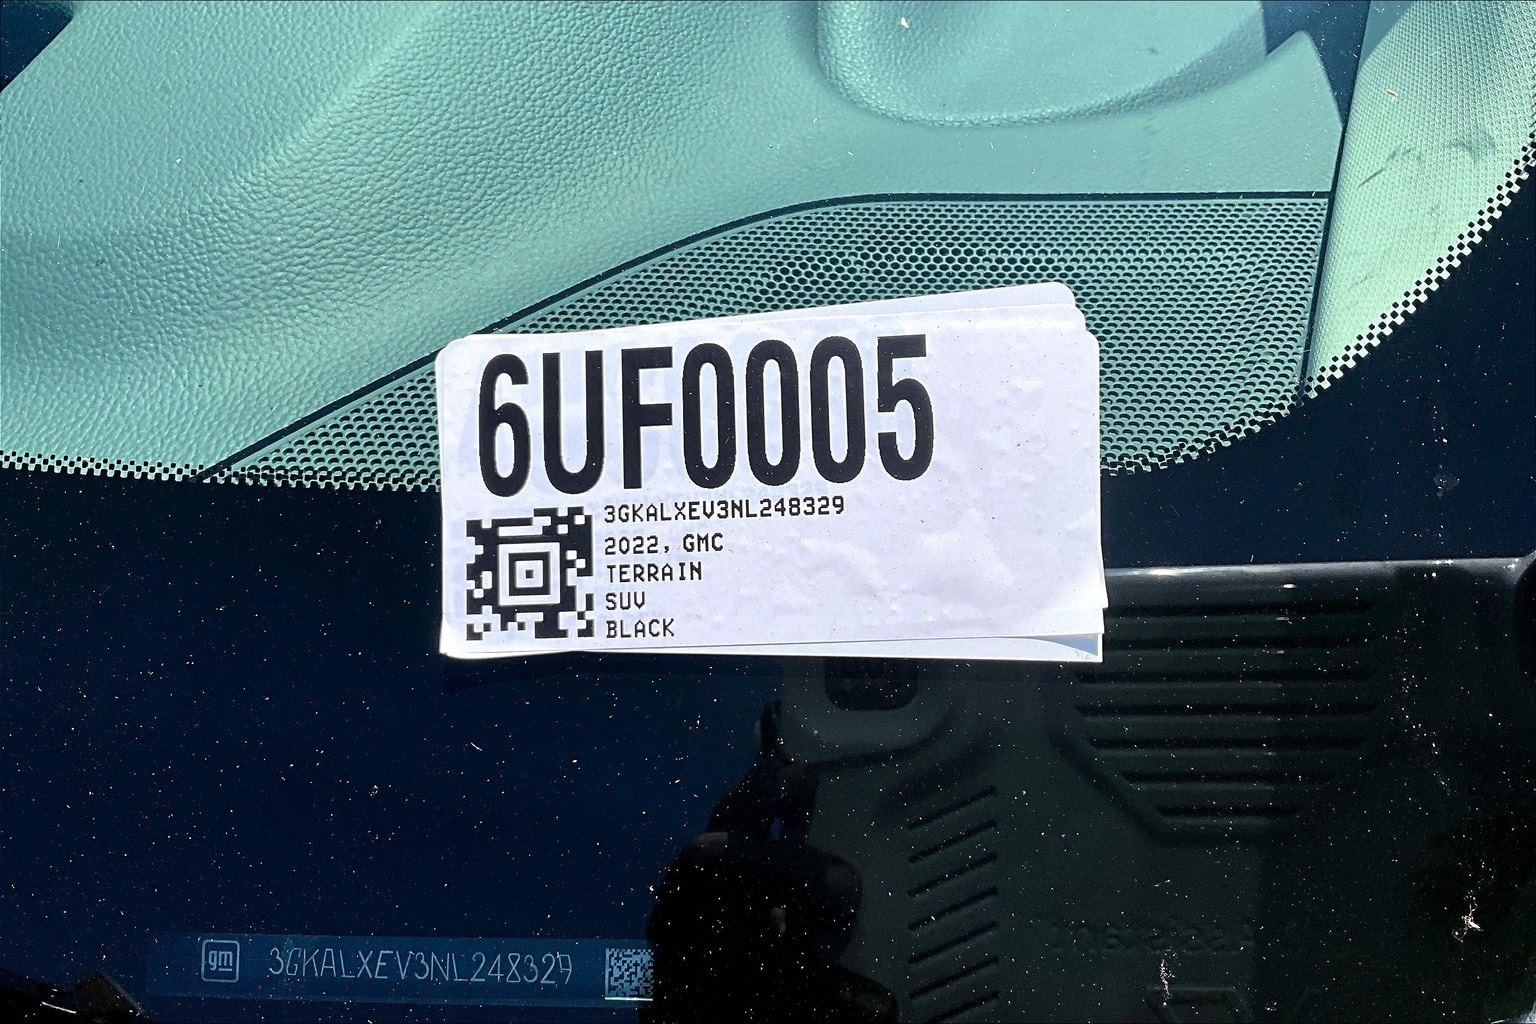 6UF0005
3GKALXEV3NL248329
2022, GMC
TERRAIN
SUV
BLACK
gm 3GKALXEV3NL248329